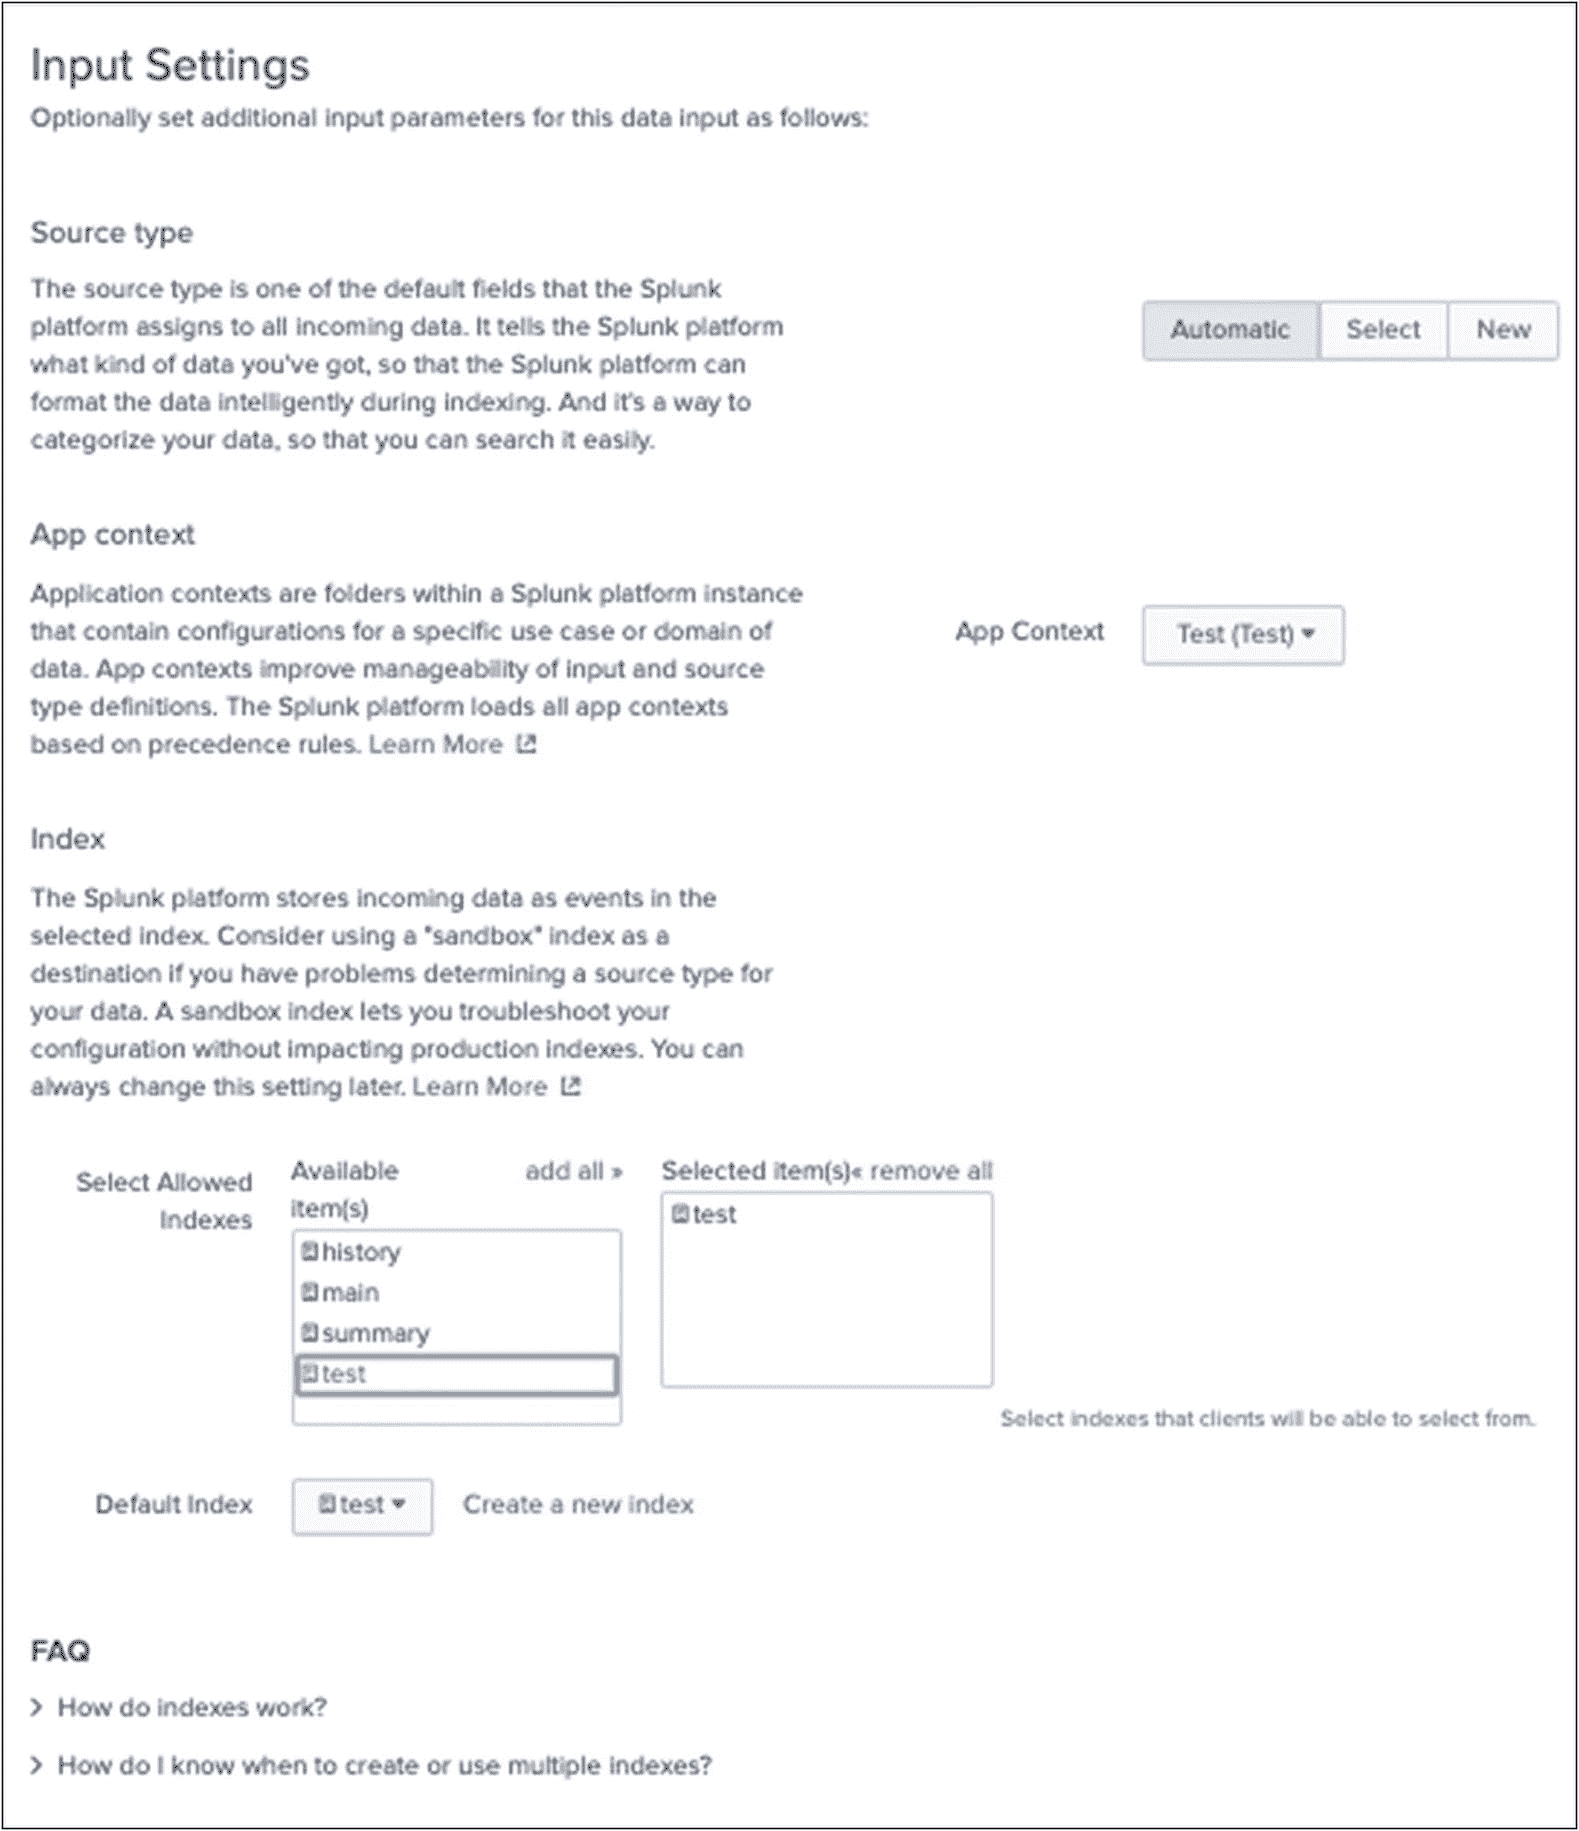 Input Settings
Optionally set additional input parameters for this data input as follows:
Source type
The source type is one of the default fields that the Splunk
platform assigns to all incoming data. It tells the Splunk platform
what kind of data you've got, so that the Splunk platform can
format the data intelligently during indexing. And it's a way to
categorize your data, so that you can search it easily.
Automatic Select New
App context
Application contexts are folders within a Splunk platform instance
that contain configurations for a specific use case or domain of
data. App contexts improve manageability of input and source
type definitions. The Splunk platform loads all app contexts
based on precedence rules. Learn More
App Context Test (Test)
Index
The Splunk platform stores incoming data as events in the
selected index. Consider using a "sandbox" index as a
destination if you have problems determining a source type for
your data. A sandbox index lets you troubleshoot your
configuration without impacting production indexes. You can
always change this setting later. Learn More
Select Allowed
Indexes
Available
item(s)
add all »
history
main
summary
test
Selected item(s)« remove all
test
Select indexes that clients will be able to select from.
Default Index test Create a new index
FAQ
> How do indexes work?
> How do I know when to create or use multiple indexes?